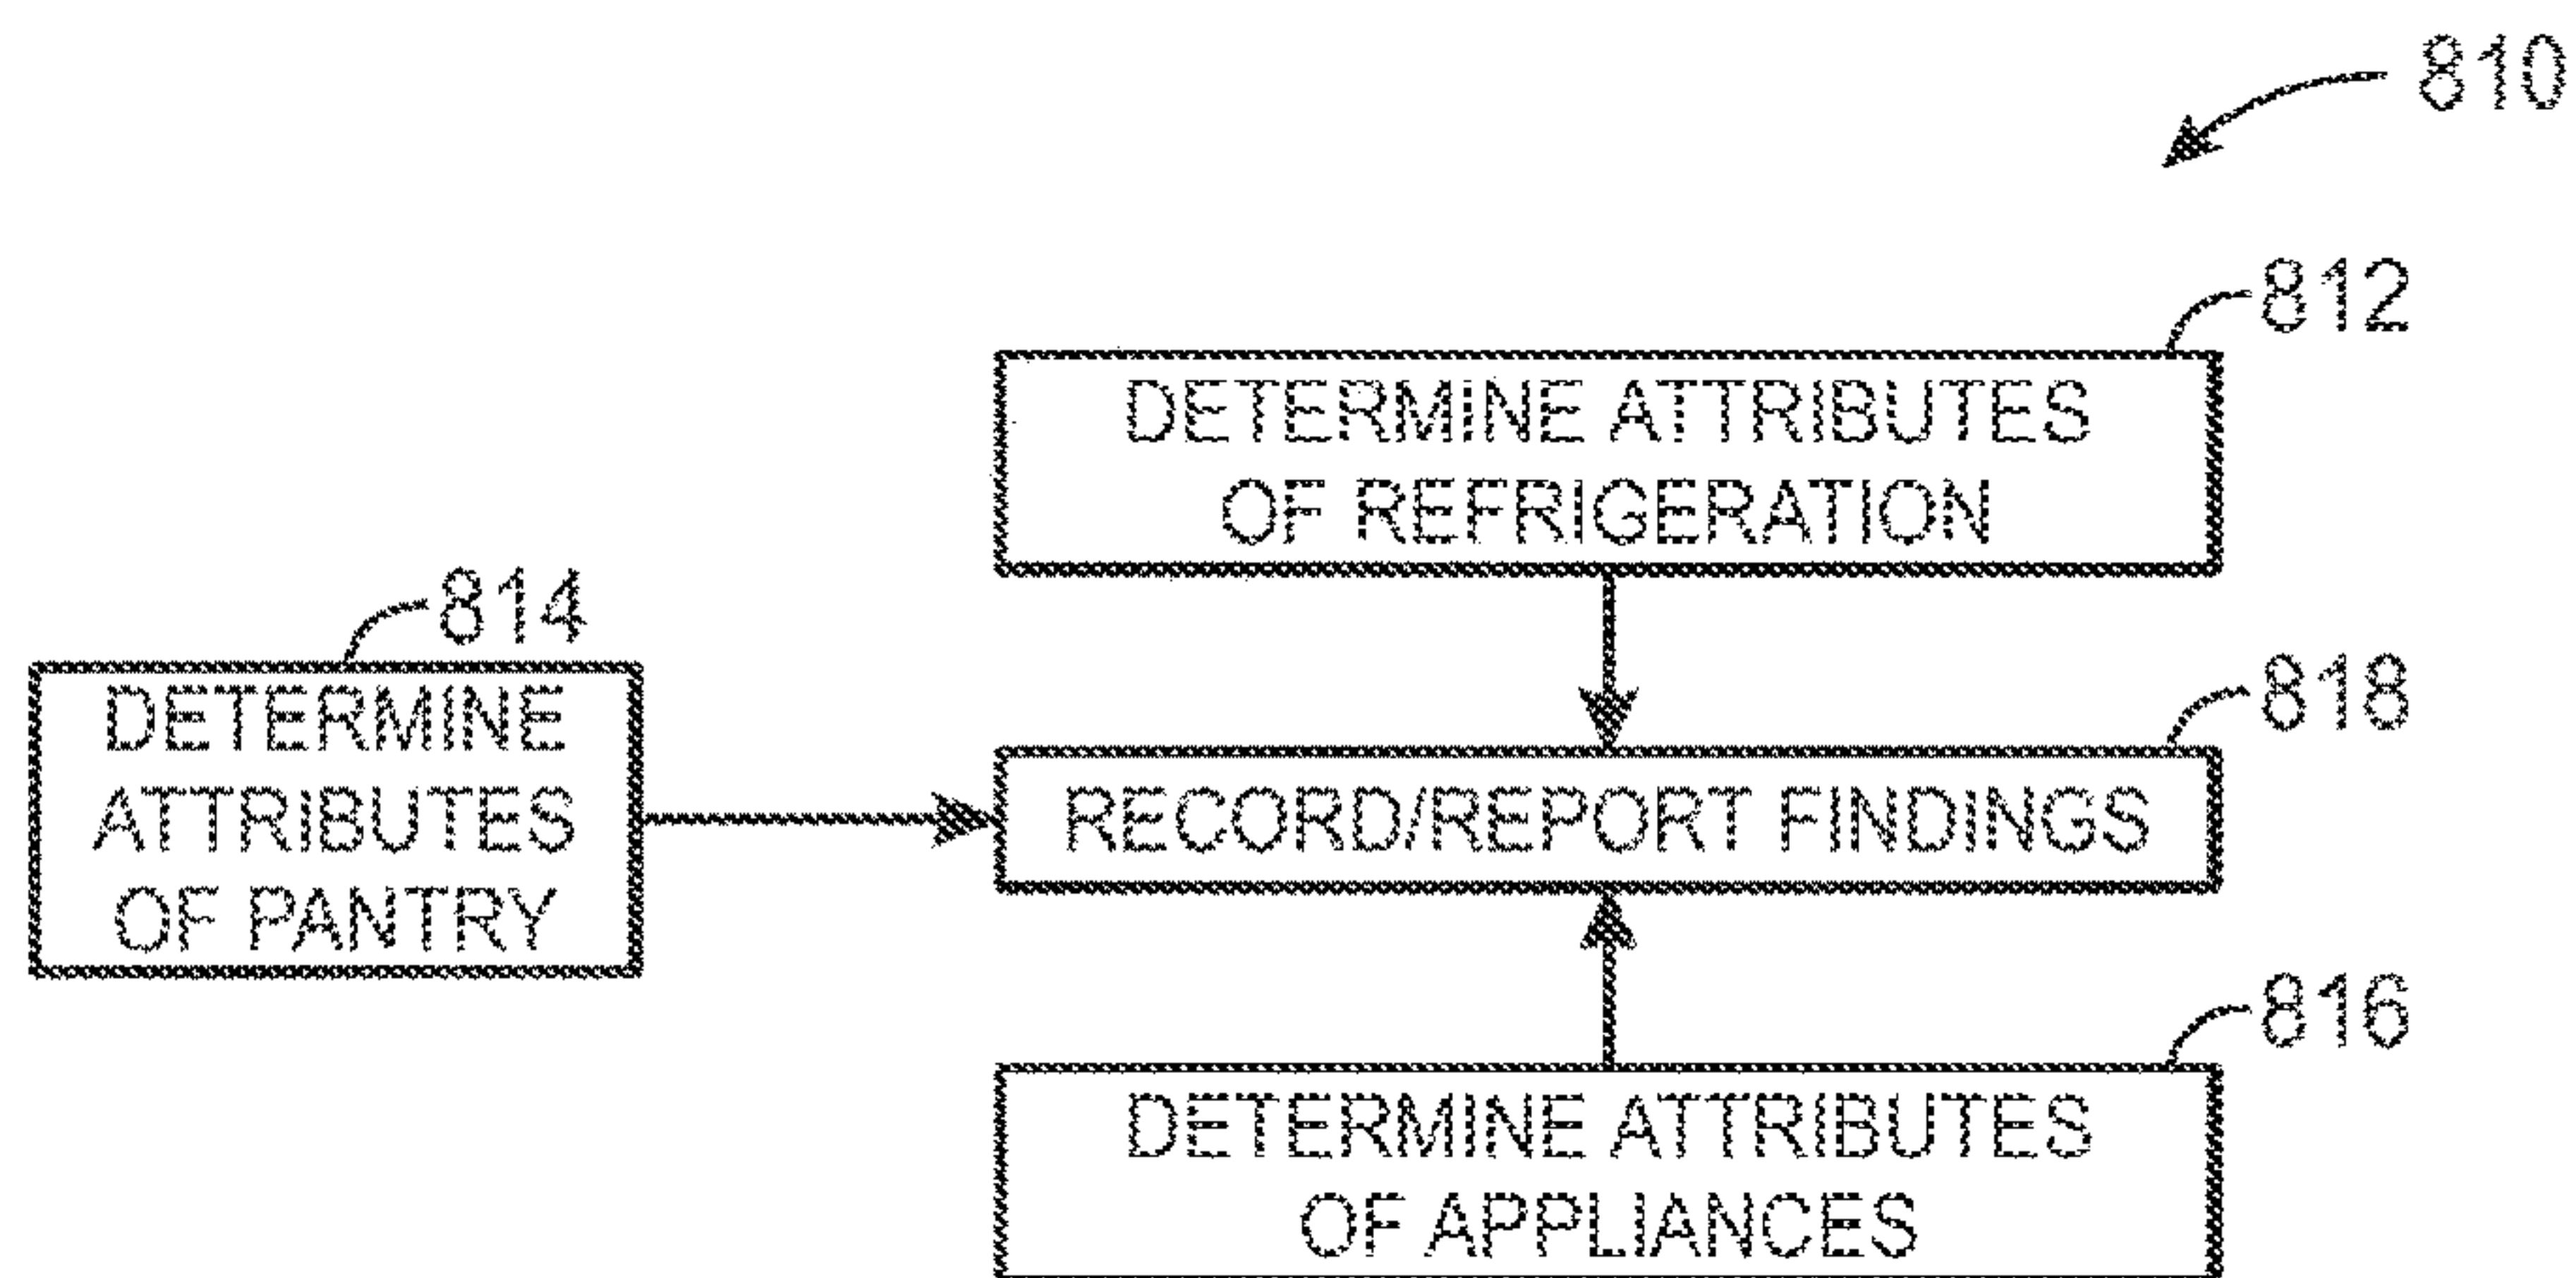 810
812
DETERMINE ATTRIBUTES
OF REFRIGERATION
814
DETERMINE
ATTRIBUTES
OF PANTRY
818
RECORD/REPORT FINDINGS
816
DETERMINE ATTRIBUTES
OF APPLIANCES